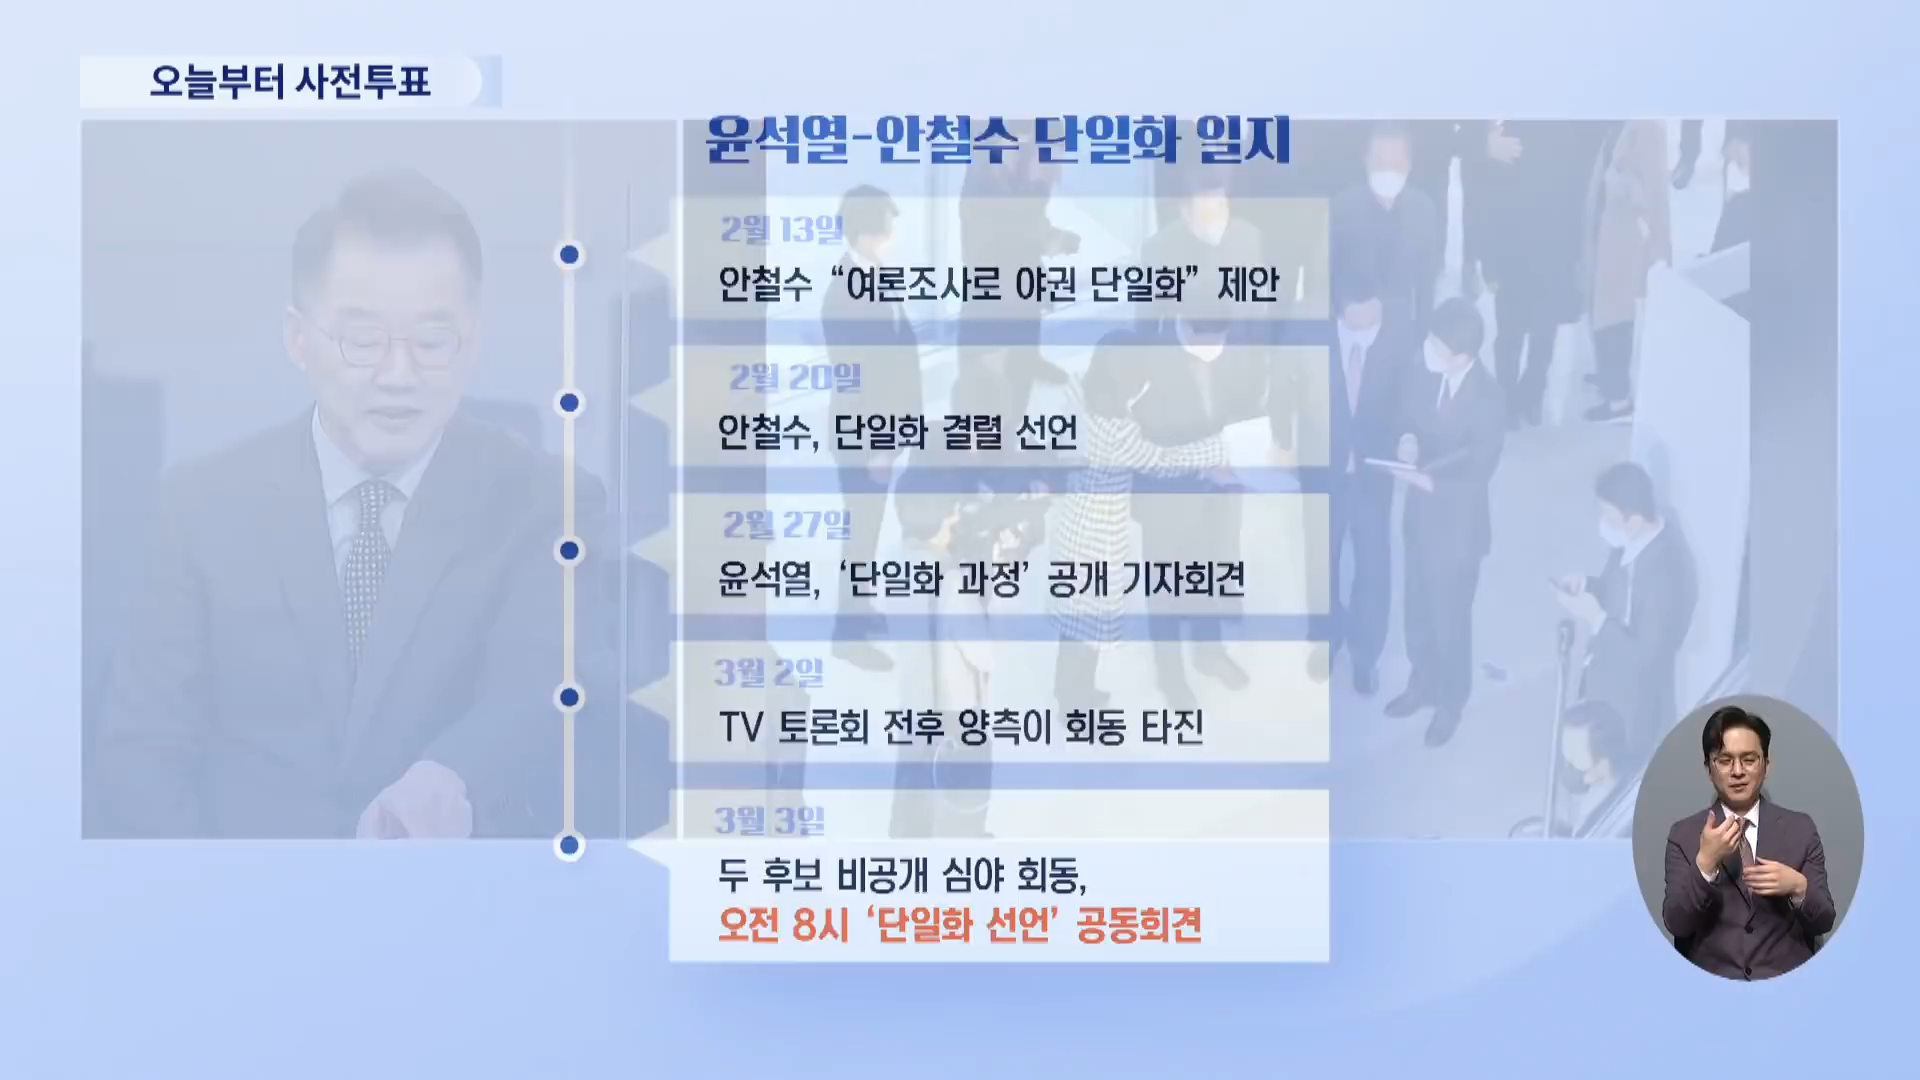 오늘부터 사전투표
윤석열-안철수 단일화 일지
2월 13일
안철수 “여론조사로 야권 단일화” 제안
2월 20일
안철수, 단일화 결렬 선언
2월 27일
윤석열, ‘단일화 과정’ 공개 기자회견
3월 2일
TV 토론회 전후 양측이 회동 타진
3월 3일
두 후보 비공개 심야 회동,
오전 8시 ‘단일화 선언’ 공동회견